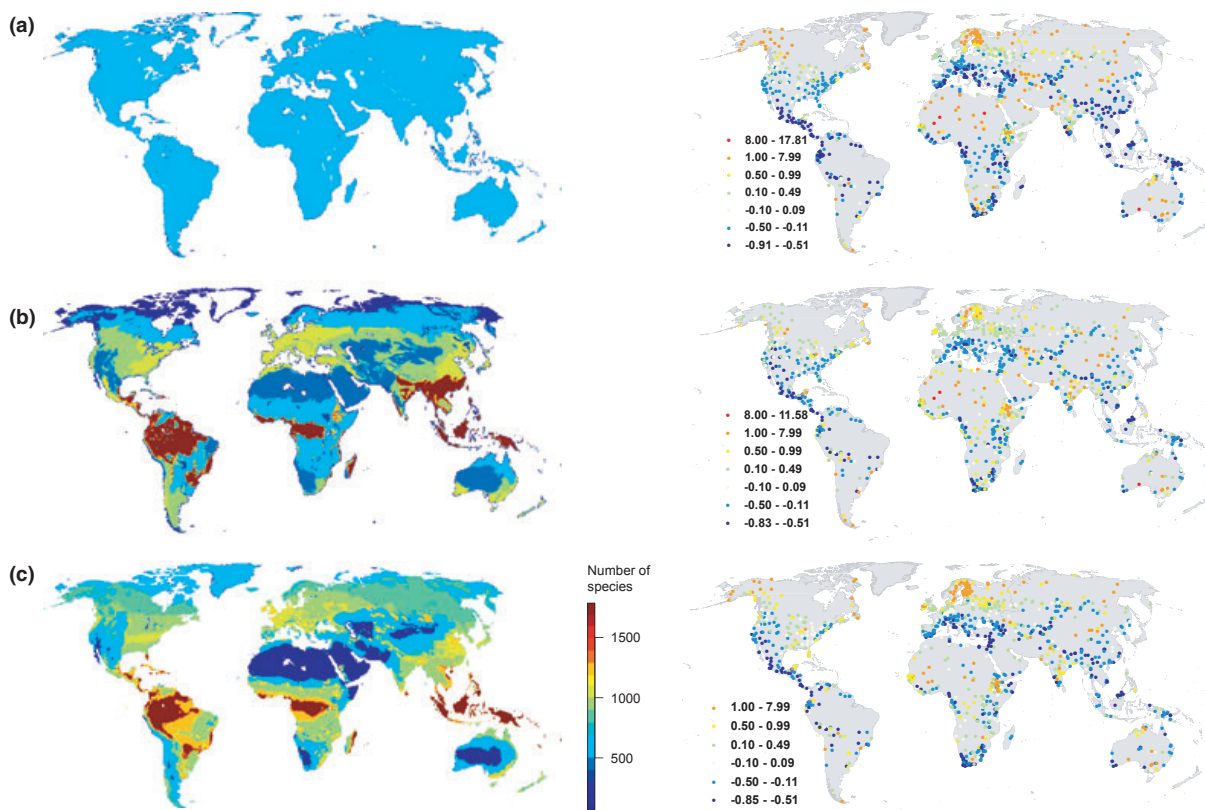 (a)
8.00 - 17.81
1.00 - 7.99
0.50 - 0.99
0.10 - 0.49
-0.10 - 0.09
-0.50 - -0.11
-0.91 - -0.51
(b)
8.00 - 11.58
1.00 - 7.99
0.50 - 0.99
0.10 - 0.49
-0.10 - 0.09
-0.50 - -0.11
-0.83 - -0.51
(c)
Number of
species
1500
1000
500
1.00 - 7.99
0.50 - 0.99
0.10 - 0.49
-0.10 - 0.09
-0.50 - -0.11
-0.85 - -0.51